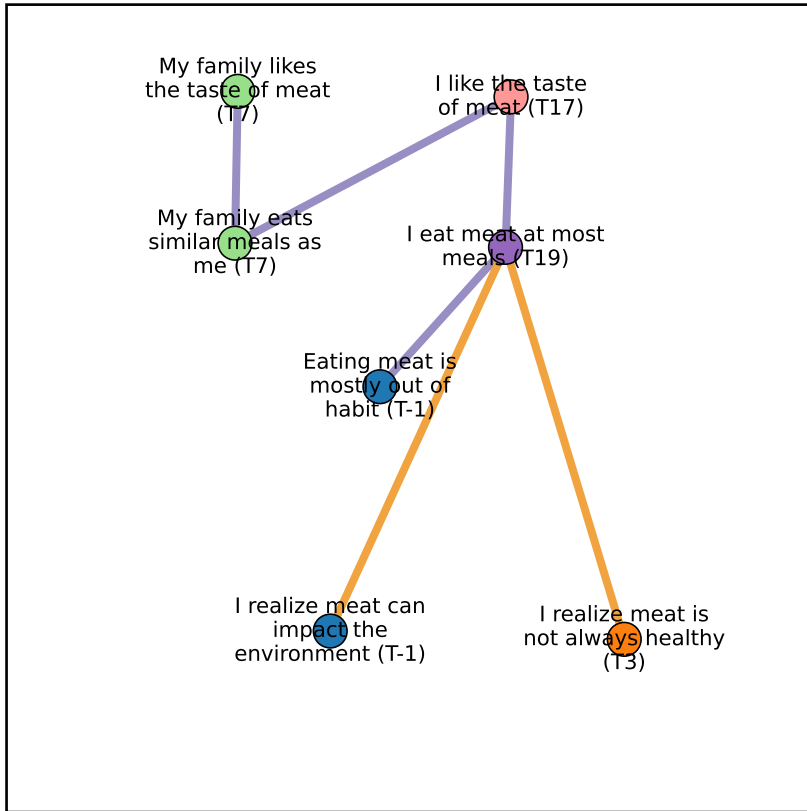 My family likes
the taste of meat
(T7)
I like the taste
of meat (T17)
My family eats
similar meals as
me (T7)
I eat meat at most
meals (T19)
Eating meat is
mostly out of
habit (T-1)
I realize meat can
impact the
environment (T-1)
I realize meat is
not always healthy
(T3)